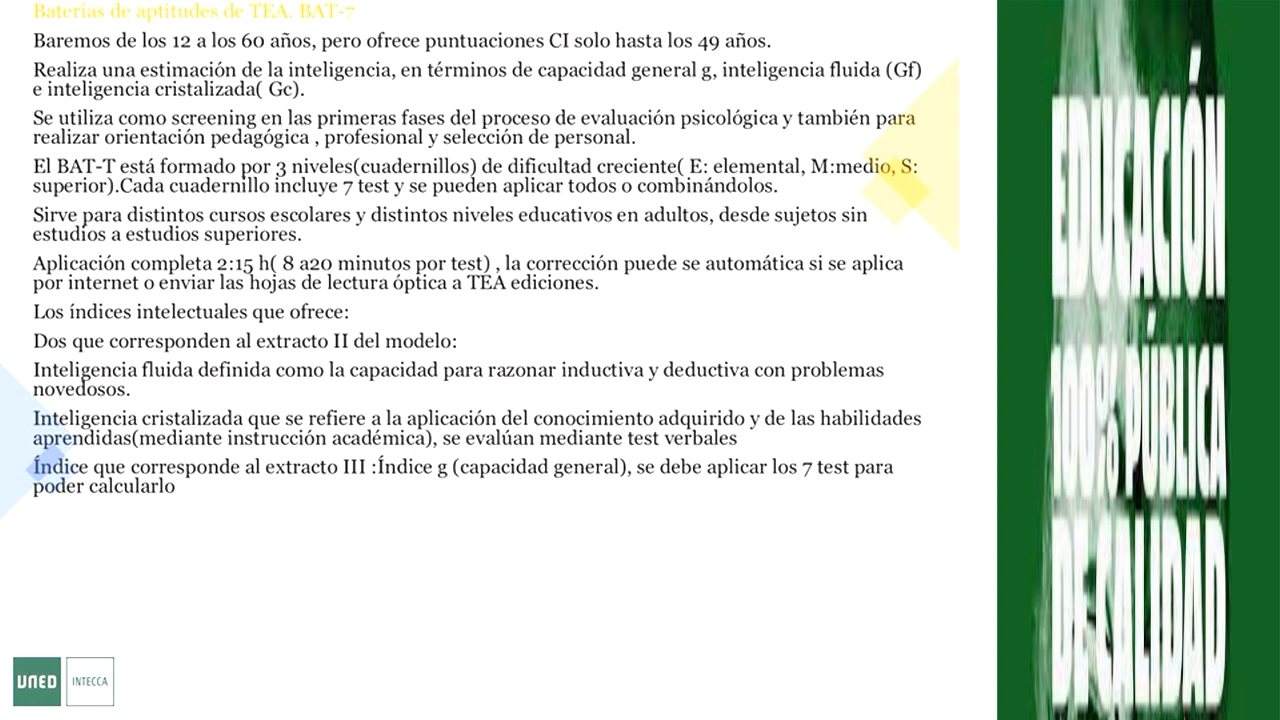 Baterías de aptitudes de TEA. BAT-7
Baremos de los 12 a los 60 años, pero ofrece puntuaciones CI solo hasta los 49 años.
Realiza una estimación de la inteligencia, en términos de capacidad general g, inteligencia fluida (Gf)
e inteligencia cristalizada( Gc).
Se utiliza como screening en las primeras fases del proceso de evaluación psicológica y también para
realizar orientación pedagógica , profesional y selección de personal.
El BAT-T está formado por 3 niveles(cuadernillos) de dificultad creciente( E: elemental, M:medio, S:
superior).Cada cuadernillo incluye 7 test y se pueden aplicar todos o combinándolos.
Sirve para distintos cursos escolares y distintos niveles educativos en adultos, desde sujetos sin
estudios a estudios superiores.
Aplicación completa 2:15 h( 8 a20 minutos por test) , la corrección puede se automática si se aplica
por internet o enviar las hojas de lectura óptica a TEA ediciones.
Los índices intelectuales que ofrece:
Dos que corresponden al extracto II del modelo:
Inteligencia fluida definida como la capacidad para razonar inductiva y deductiva con problemas
novedosos.
Inteligencia cristalizada que se refiere a la aplicación del conocimiento adquirido y de las habilidades
aprendidas(mediante instrucción académica), se evalúan mediante test verbales
Índice que corresponde al extracto III :Índice g (capacidad general), se debe aplicar los 7 test para
poder calcularlo
UNED
INTECCA
EDUCACIÓN
100% PÚBLICA
DE CALIDAD